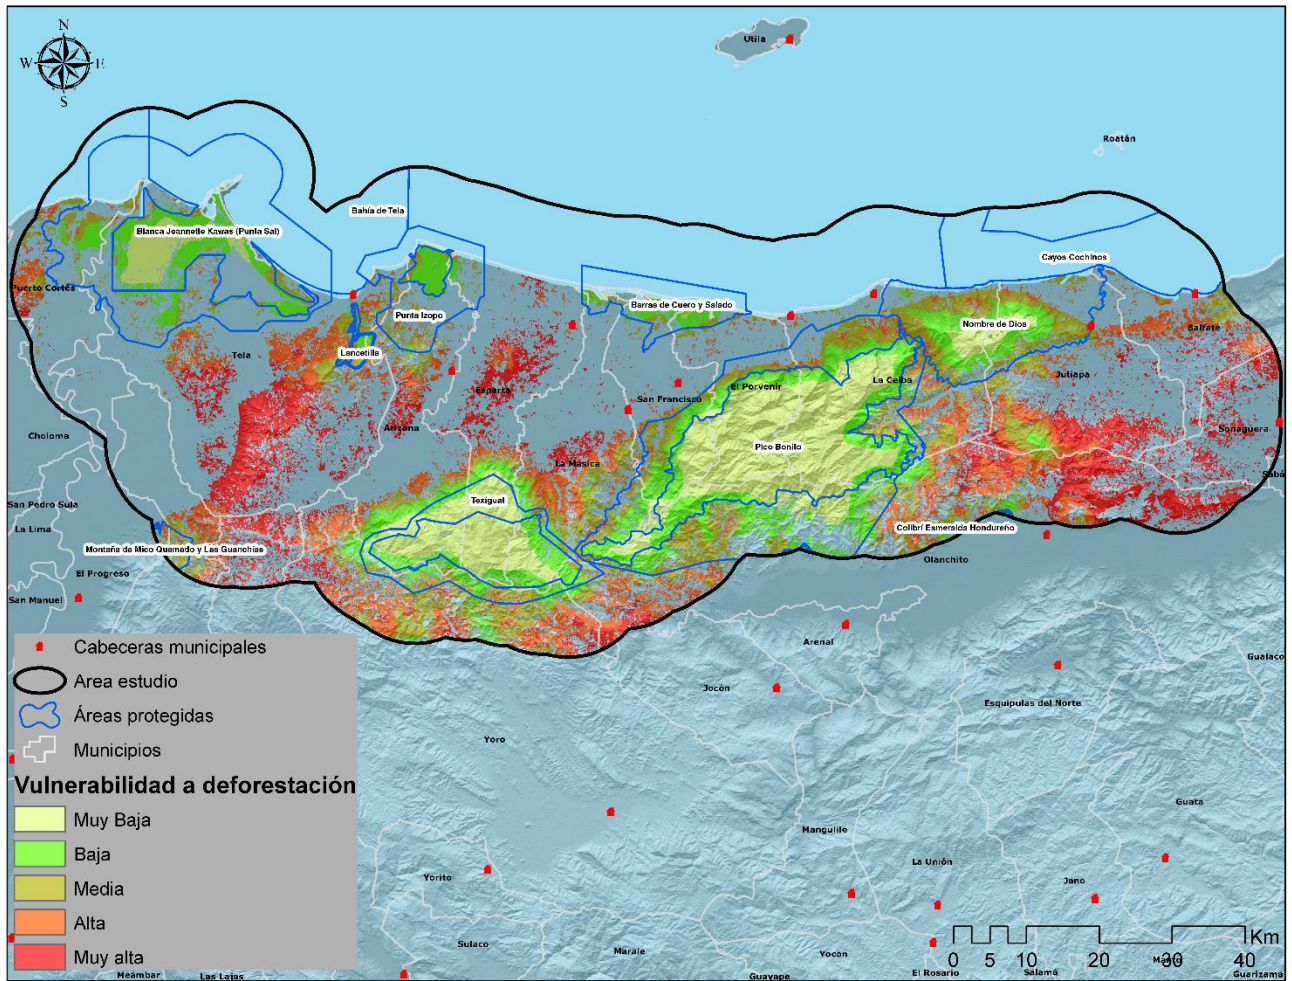 N
W E
S
Utila
Roatán
Bahía de Tela
Blanca Jeannette Kawas (Punta Sal)
Cayos Cochinos
Puerto Cortés
Barras de Cuero y Salado
Punta Izopo
Nombre de Dios
Balfate
Tela
Lancetilla
Jutiapa
Esparta
El Porvenir
La Ceiba
San Francisco
Arizana
Sonaguera
Choloma
Pico Bonito
La Masica
Sabá
Texiguat
San Pedro Sula
La Lima
Colibrí Esmeralda Hondureño
Montaña de Mico Quemado y Las Guanchías
Olanchito
El Progreso
San Manuel
Arenal
Gualaco
Jocón
Esquipulas del Norte
Yoro
Guata
Mangulile
La Unión
Yorito
Jano
Sulaco
Marale
Yocón
Meámbar
Las Lajas
Guayape
El Rosario
Salamá
Guarizama
Cabeceras municipales
Area estudio
Áreas protegidas
Municipios
Vulnerabilidad a deforestación
Muy Baja
Baja
Media
Alta
Muy alta
Km
0 5 10 20 30 40